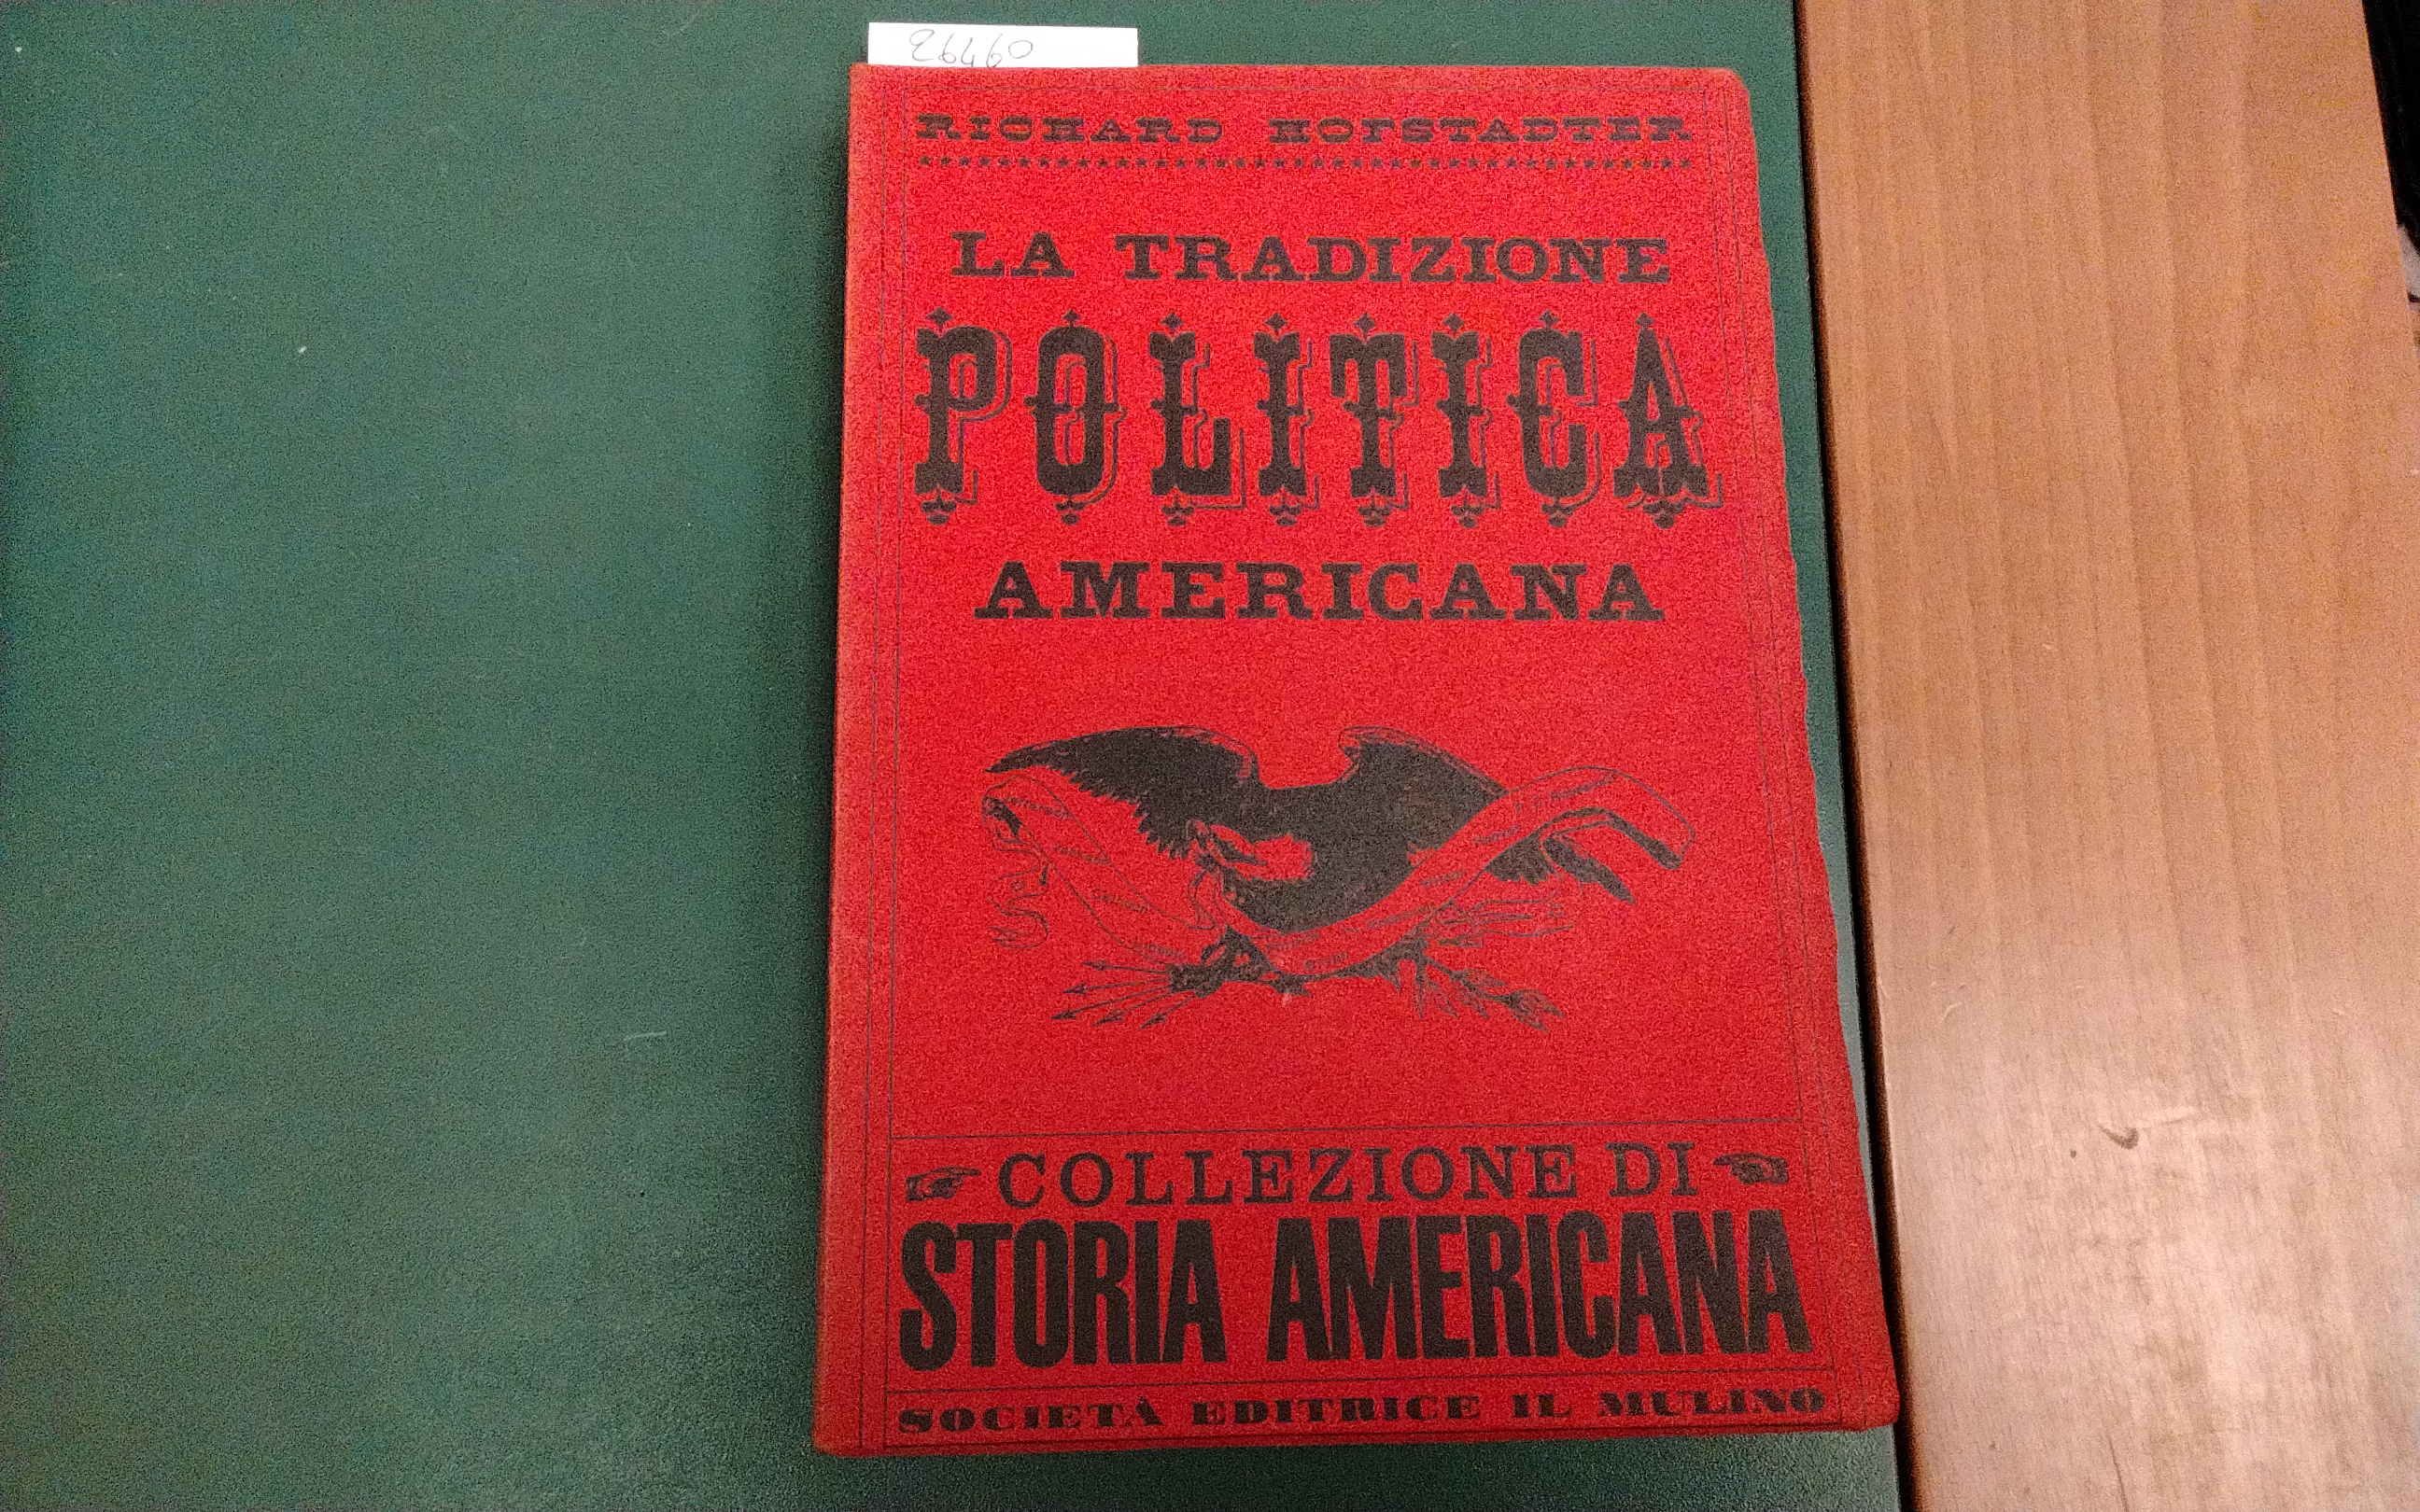 26460
RICHARD HOFSTADTER
LA TRADIZIONE
POLITICA
AMERICANA
COLLEZIONE DI
STORIA AMERICANA
SOCIETÀ EDITRICE IL MULINO